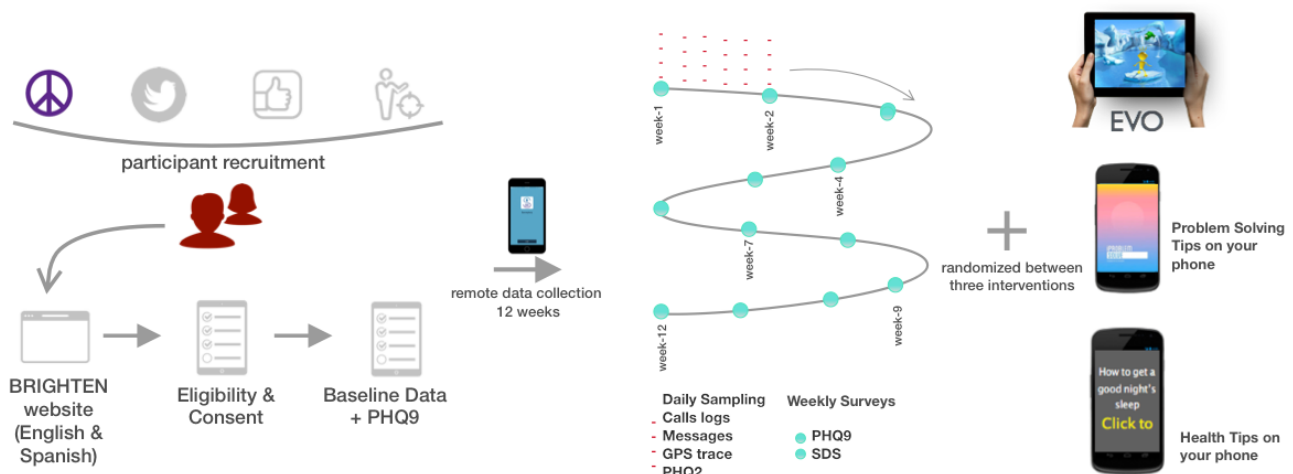 participant recruitment
BRIGHTEN
website
(English &
Spanish)
Eligibility &
Consent
Baseline Data
+ PHQ9
remote data collection
12 weeks
week-1
week-2
week-4
week-7
week-9
week-12
Daily Sampling
Calls logs
Messages
GPS trace
PHQ2
Weekly Surveys
PHQ9
SDS
+
randomized between
three interventions
EVO
Problem Solving
Tips on your
phone
How to get a
good night's
sleep
Click to
Health Tips on
your phone